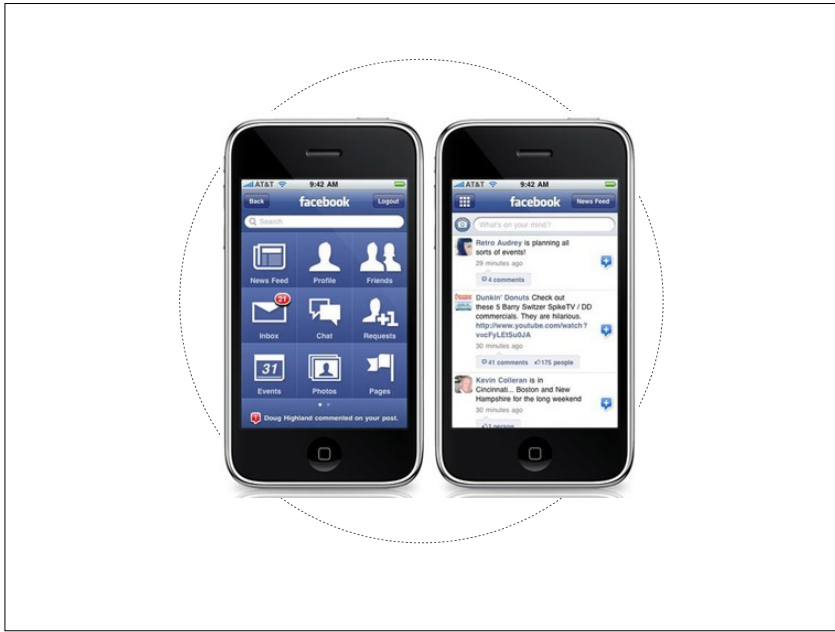 AT&T 9:42 AM
Back facebook Logout
Search
News Feed Profile Friends
21
Inbox Chat Requests
+1
31
Events Photos Pages
Doug Highland commented on your post.
AT&T 9:42 AM
facebook News Feed
What's on your mind?
Retro Audrey is planning all
sorts of events!
29 minutes ago
4 comments
Dunkin' Donuts Check out
these 5 Barry Switzer SpikeTV / DD
commercials. They are hilarious.
http://www.youtube.com/watch?
v=cFyLEtSu0JA
30 minutes ago
41 comments 175 people
Kevin Colleran is in
Cincinnati... Boston and New
Hampshire for the long weekend
30 minutes ago
1 person